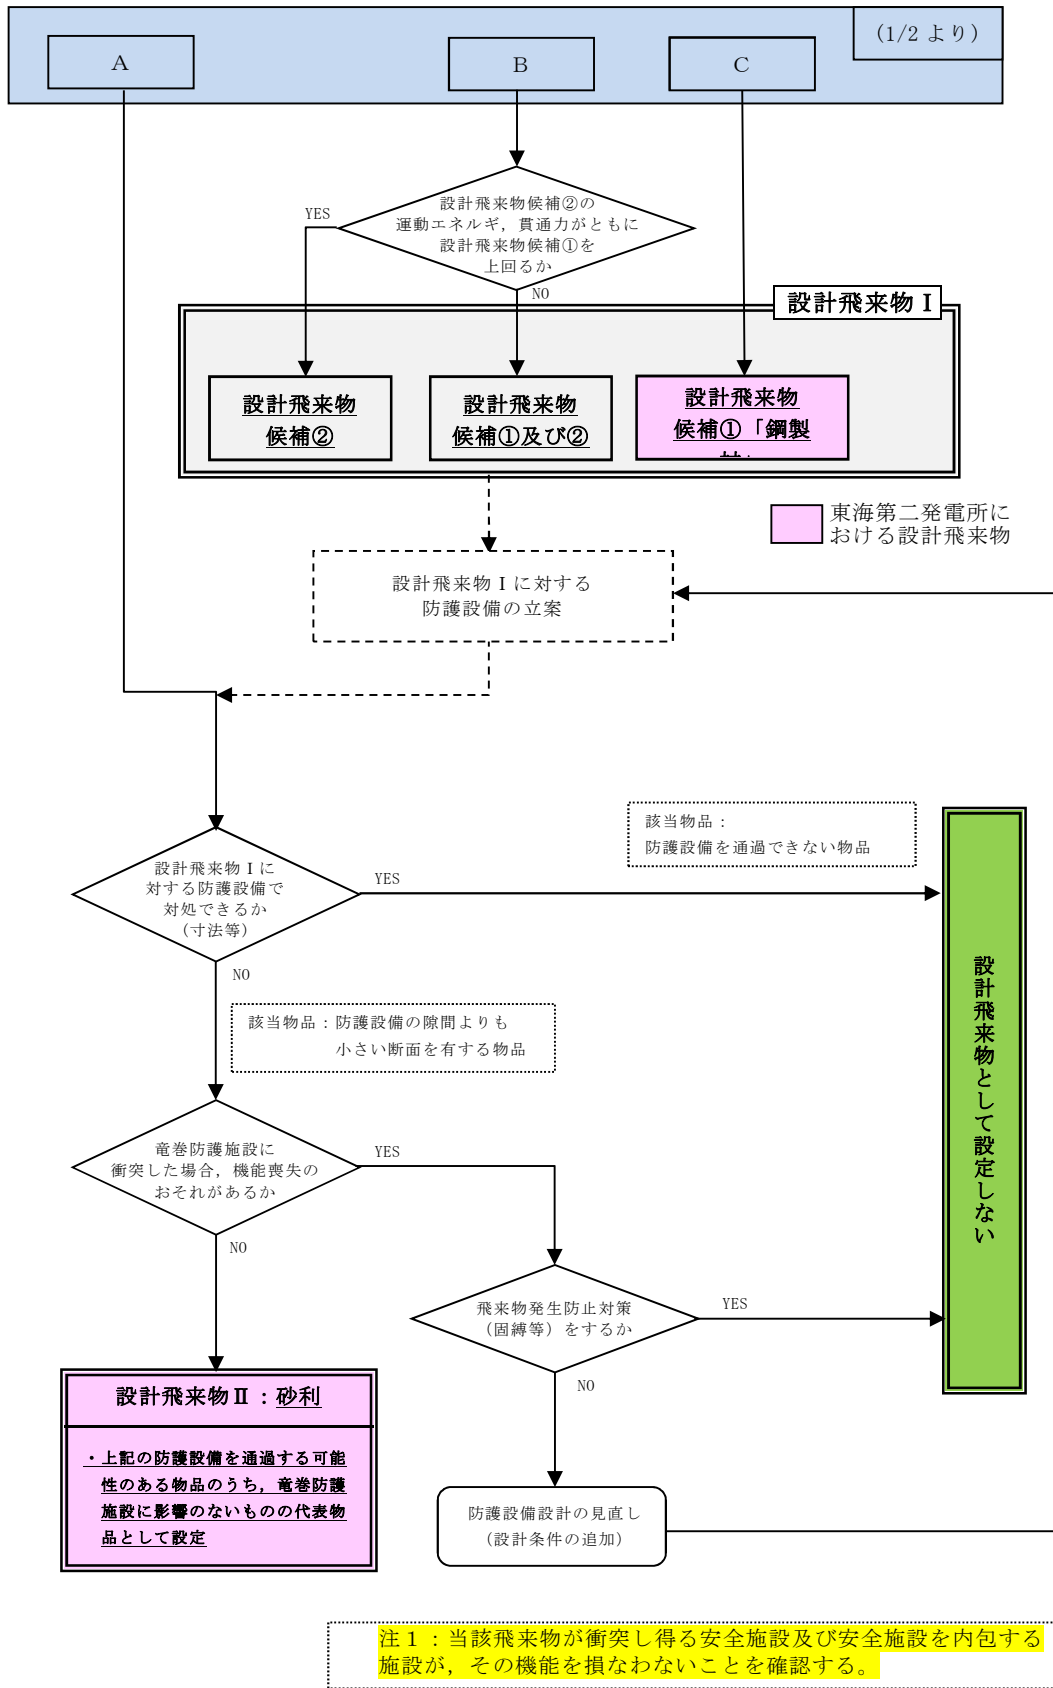 (1/2 より)
A
B
C
設計飛来物候補②の
運動エネルギ，貫通力がともに
設計飛来物候補①を
上回るか
YES
NO
設計飛来物Ⅰ
設計飛来物
候補②
設計飛来物
候補①及び②
設計飛来物
候補①「鋼製
東海第二発電所に
おける設計飛来物
設計飛来物Ⅰに対する
防護設備の立案
該当物品：
防護設備を通過できない物品
設計飛来物Ⅰに
対する防護設備で
対処できるか
（寸法等）
YES
NO
該当物品：防護設備の隙間よりも
小さい断面を有する物品
設計飛来物として設定しない
竜巻防護施設に
衝突した場合，機能喪失の
おそれがあるか
YES
NO
飛来物発生防止対策
（固縛等）をするか
YES
NO
設計飛来物Ⅱ：砂利
・上記の防護設備を通過する可能
性のある物品のうち，竜巻防護
施設に影響のないものの代表物
品として設定
防護設備設計の見直し
（設計条件の追加）
注１：当該飛来物が衝突し得る安全施設及び安全施設を内包する
施設が，その機能を損なわないことを確認する。